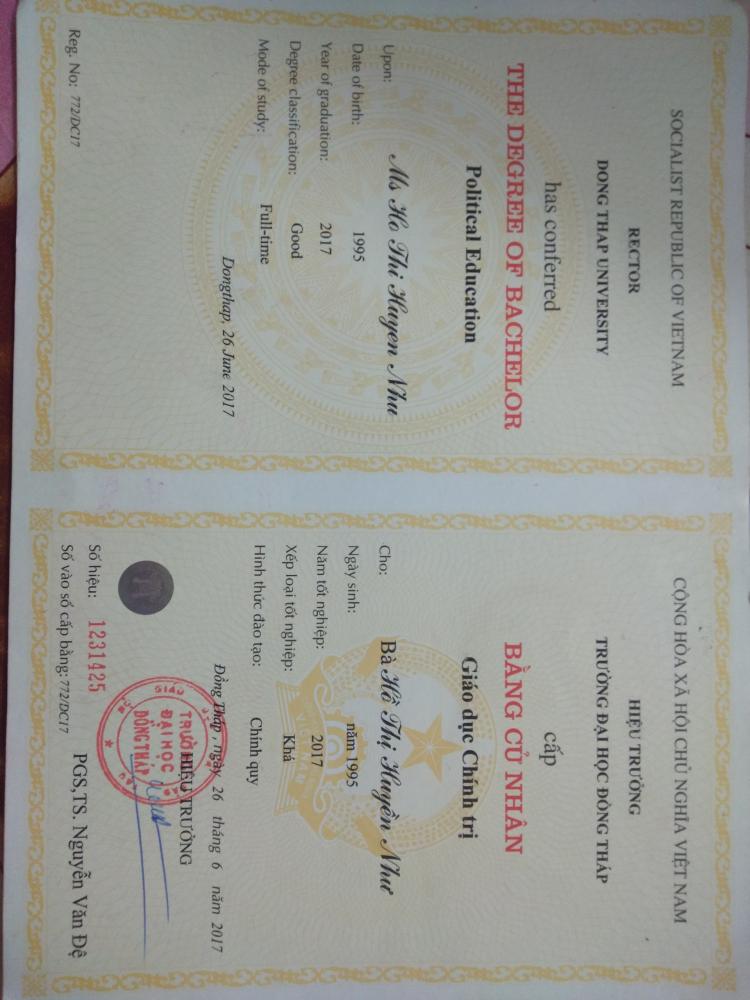 SOCIALIST REPUBLIC OF VIETNAM
RECTOR
DONG THAP UNIVERSITY
has conferred
THE DEGREE OF BACHELOR
Political Education
Upon: Ms Ho Thi Huyen Nhu
Date of birth: 1995
Year of graduation: 2017
Degree classification: Good
Mode of study: Full-time
Dongthap, 26 June 2017
Reg. No: 772/DC17
CỘNG HÒA XÃ HỘI CHỦ NGHĨA VIỆT NAM
HIỆU TRƯỞNG
TRƯỜNG ĐẠI HỌC ĐỒNG THÁP
cấp
BẰNG CỬ NHÂN
Giáo dục Chính trị
Cho: Bà Hồ Thị Huyền Như
Ngày sinh: năm 1995
Năm tốt nghiệp: 2017
Xếp loại tốt nghiệp: Khá
Hình thức đào tạo: Chính quy
Đồng Tháp, ngày 26 tháng 6 năm 2017
HIỆU TRƯỞNG
TRƯỜNG
ĐẠI HỌC
ĐỒNG THÁP
Số hiệu: 1231425
Số vào sổ cấp bằng: 772/DC17
PGS,TS. Nguyễn Văn Đệ